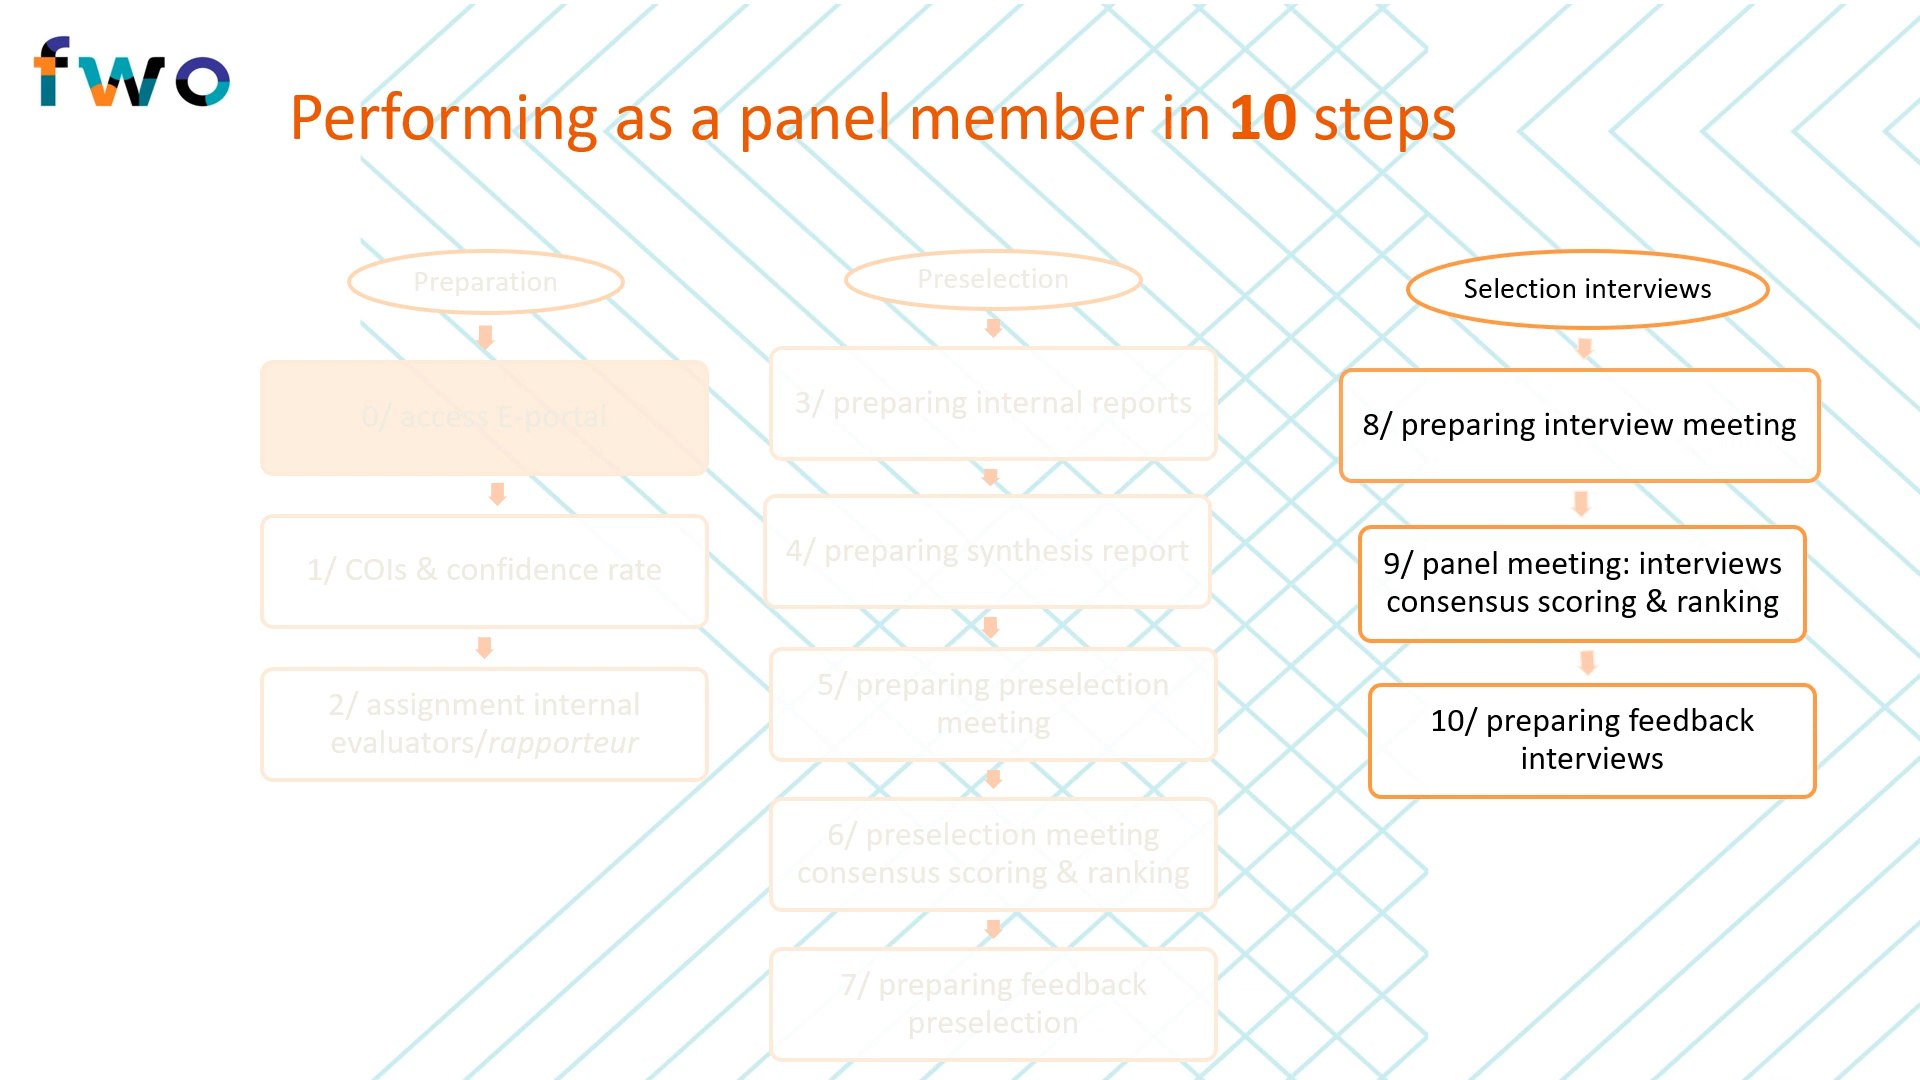 fwo
Performing as a panel member in 10 steps
Preparation
0/ access E-portal
1/ COIs & confidence rate
2/ assignment internal
evaluators/rapporteur
Preselection
3/ preparing internal reports
4/ preparing synthesis report
5/ preparing preselection
meeting
6/ preselection meeting
consensus scoring & ranking
7/ preparing feedback
preselection
Selection interviews
8/ preparing interview meeting
9/ panel meeting: interviews
consensus scoring & ranking
10/ preparing feedback
interviews